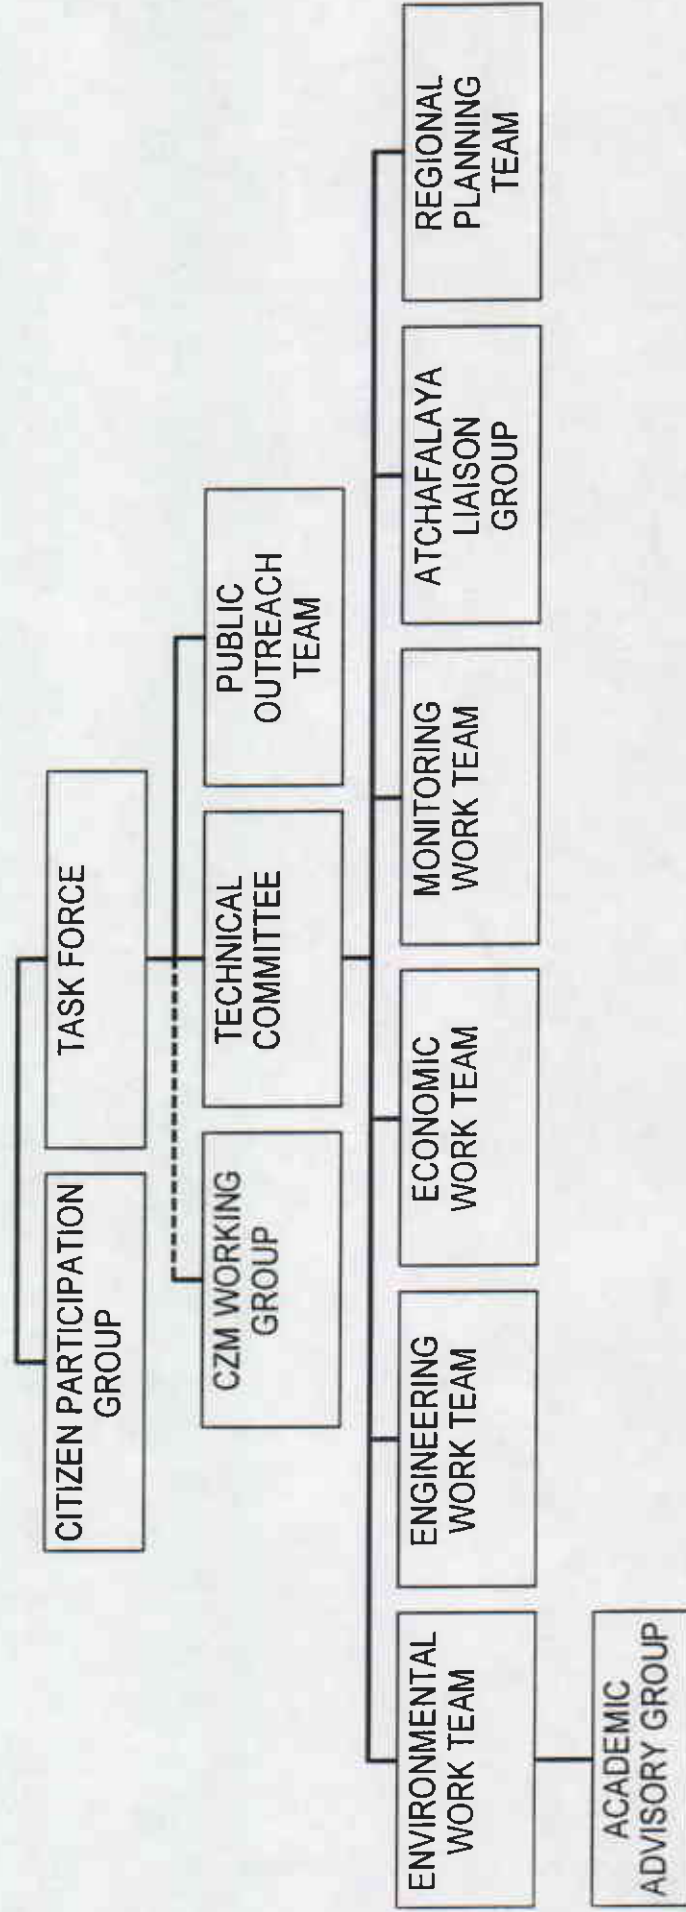 CITIZEN PARTICIPATION
GROUP
TASK FORCE
CZM WORKING
GROUP
TECHNICAL
COMMITTEE
PUBLIC
OUTREACH
TEAM
ENVIRONMENTAL
WORK TEAM
ENGINEERING
WORK TEAM
ECONOMIC
WORK TEAM
MONITORING
WORK TEAM
ATCHAFALAYA
LIAISON
GROUP
REGIONAL
PLANNING
TEAM
ACADEMIC
ADVISORY GROUP